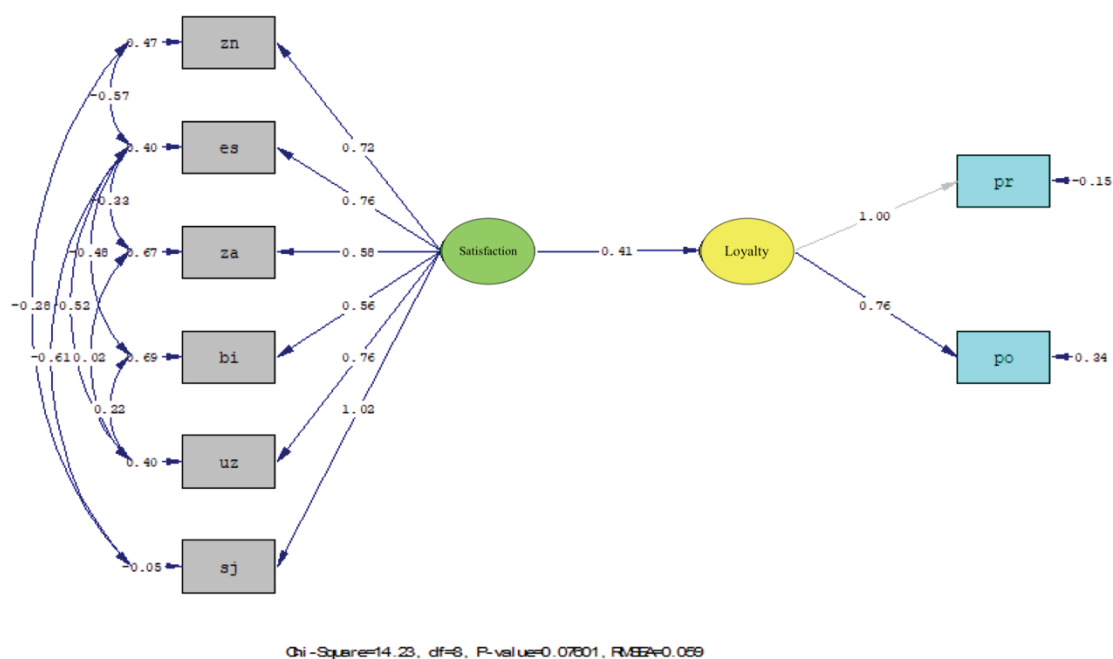 0.47 zn
-0.57
0.40 es 0.72
pr -0.15
-0.33 0.76
1.00
-0.48 0.67 za 0.58 Satisfaction 0.41 Loyalty
-0.28 -0.52 0.56 0.76
-0.61 0.02 0.69 bi 0.76 po 0.34
0.22 1.02
0.40 uz
-0.05 sj
Chi-Square=14.23, df=8, P-value=0.07601, RMSEA=0.059